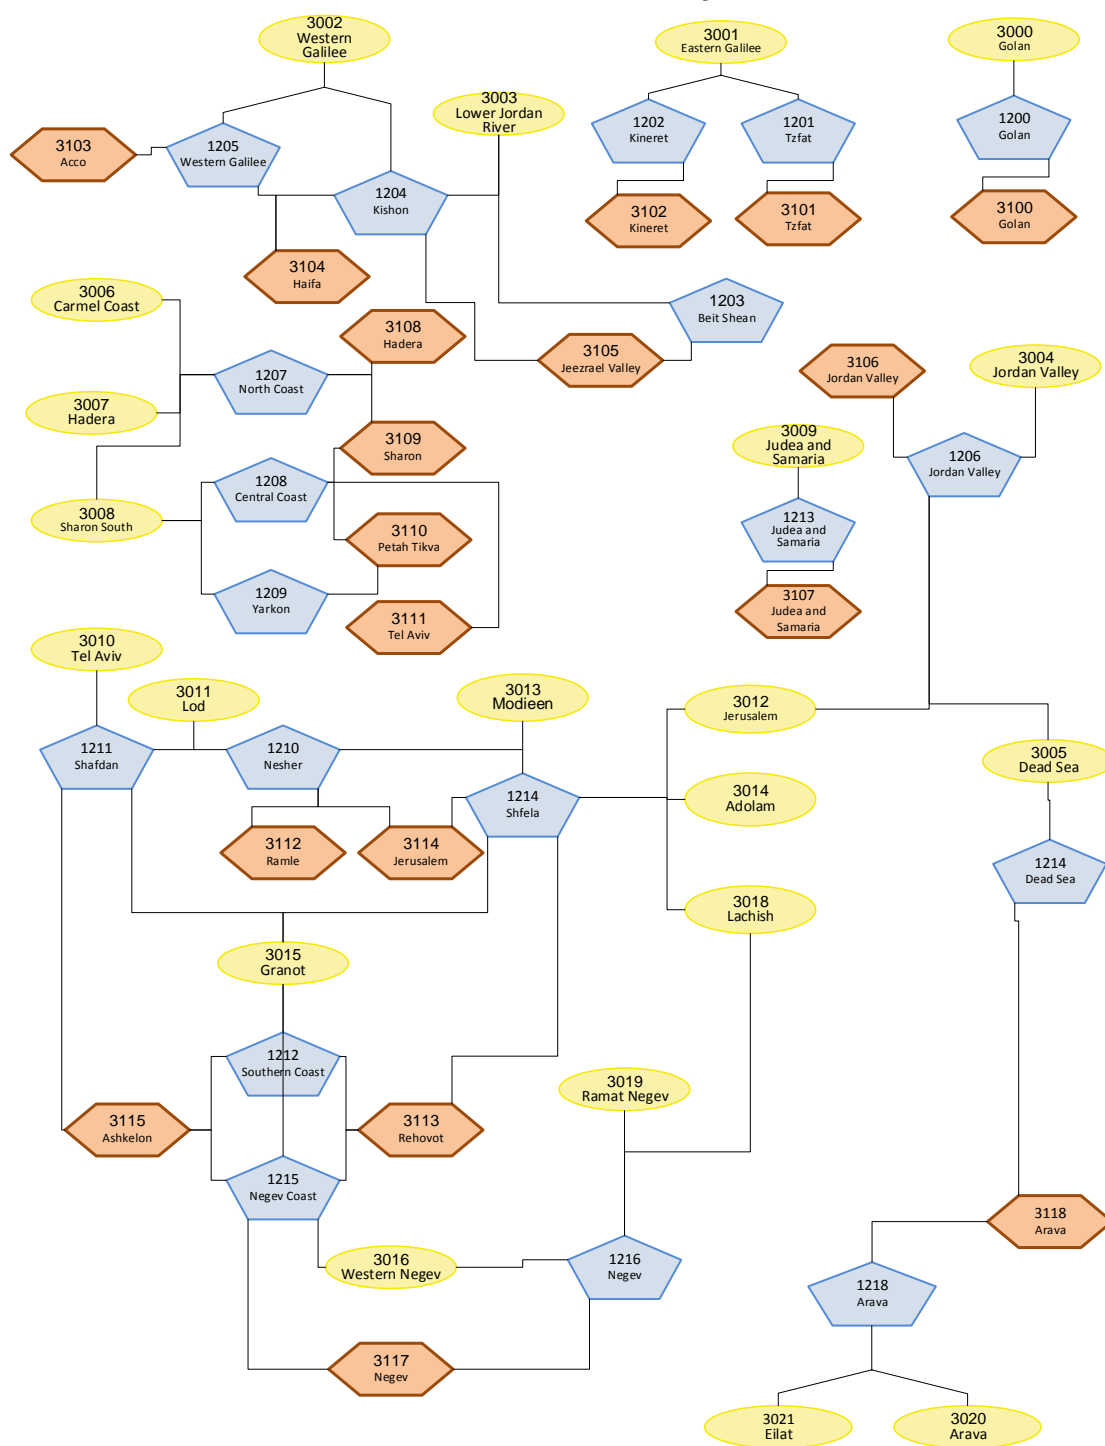 3002
Western
Galilee
3001
Eastern Galilee
3000
Golan
3003
Lower Jordan
River
1205
Western Galilee
1202
Kineret
1201
Tzfat
1200
Golan
3103
Acco
1204
Kishon
3102
Kineret
3101
Tzfat
3100
Golan
3104
Haifa
3006
Carmel Coast
1203
Beit Shean
3108
Hadera
3105
Jeezrael Valley
3106
Jordan Valley
3004
Jordan Valley
1207
North Coast
3007
Hadera
3109
Sharon
3009
Judea and
Samaria
1206
Jordan Valley
1208
Central Coast
3008
Sharon South
3110
Petah Tikva
1213
Judea and
Samaria
1209
Yarkon
3111
Tel Aviv
3107
Judea and
Samaria
3010
Tel Aviv
3011
Lod
3013
Modieen
3012
Jerusalem
1211
Shafdan
1210
Nesher
3005
Dead Sea
1214
Shfela
3014
Adolam
3112
Ramle
3114
Jerusalem
1214
Dead Sea
3018
Lachish
3015
Granot
1212
Southern Coast
3019
Ramat Negev
3115
Ashkelon
3113
Rehovot
1215
Negev Coast
3118
Arava
3016
Western Negev
1216
Negev
1218
Arava
3117
Negev
3021
Eilat
3020
Arava